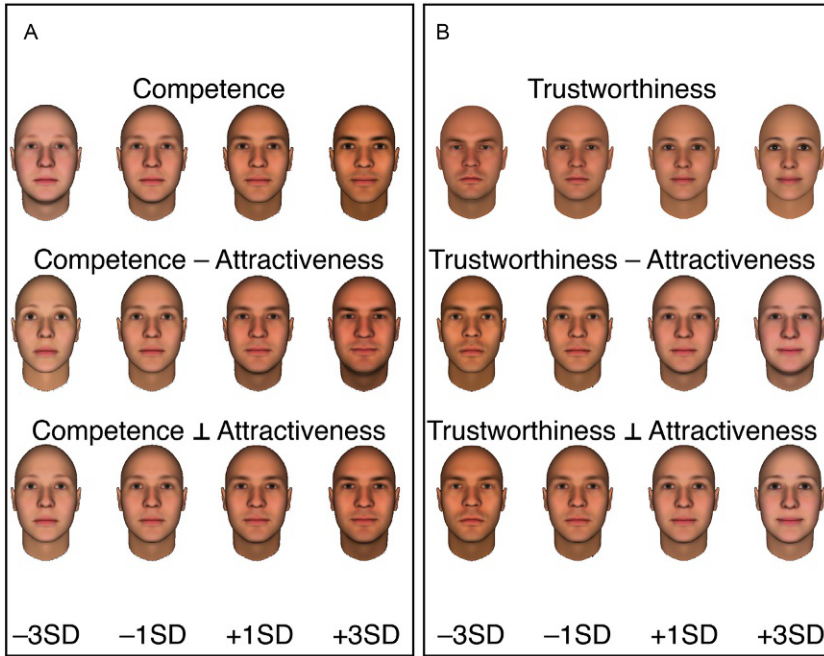 A
Competence
Competence – Attractiveness
Competence ⊥ Attractiveness
–3SD –1SD +1SD +3SD
B
Trustworthiness
Trustworthiness – Attractiveness
Trustworthiness ⊥ Attractiveness
–3SD –1SD +1SD +3SD